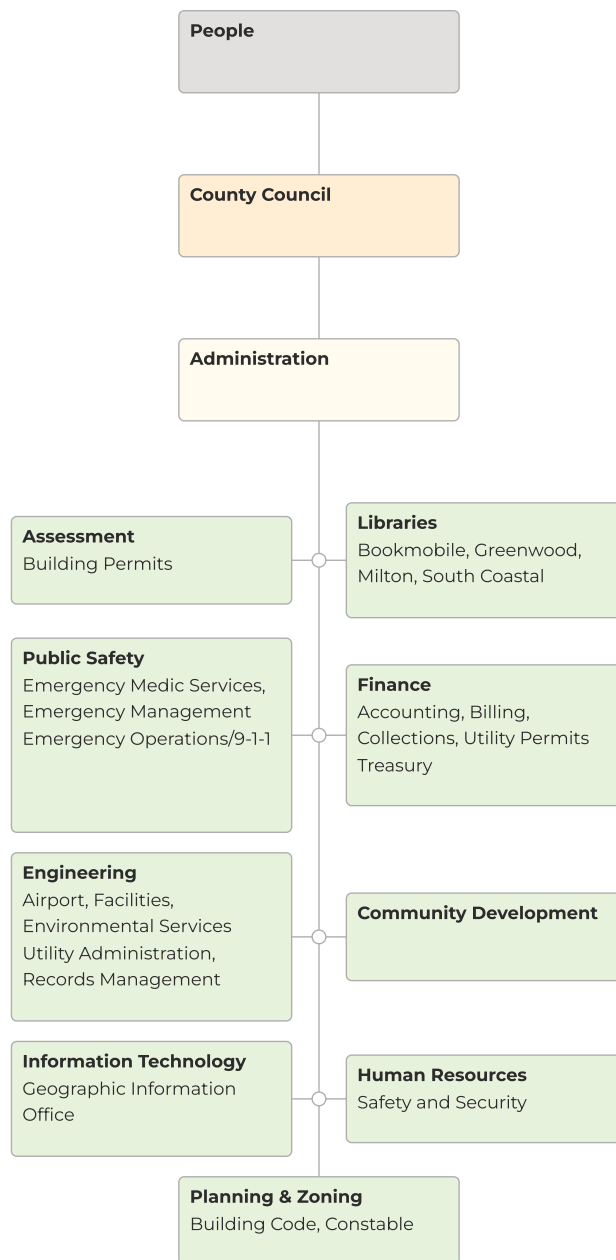 People
County Council
Administration
Assessment
Building Permits
Libraries
Bookmobile, Greenwood,
Milton, South Coastal
Public Safety
Emergency Medic Services,
Emergency Management
Emergency Operations/9-1-1
Finance
Accounting, Billing,
Collections, Utility Permits
Treasury
Engineering
Airport, Facilities,
Environmental Services
Utility Administration,
Records Management
Community Development
Information Technology
Geographic Information
Office
Human Resources
Safety and Security
Planning & Zoning
Building Code, Constable